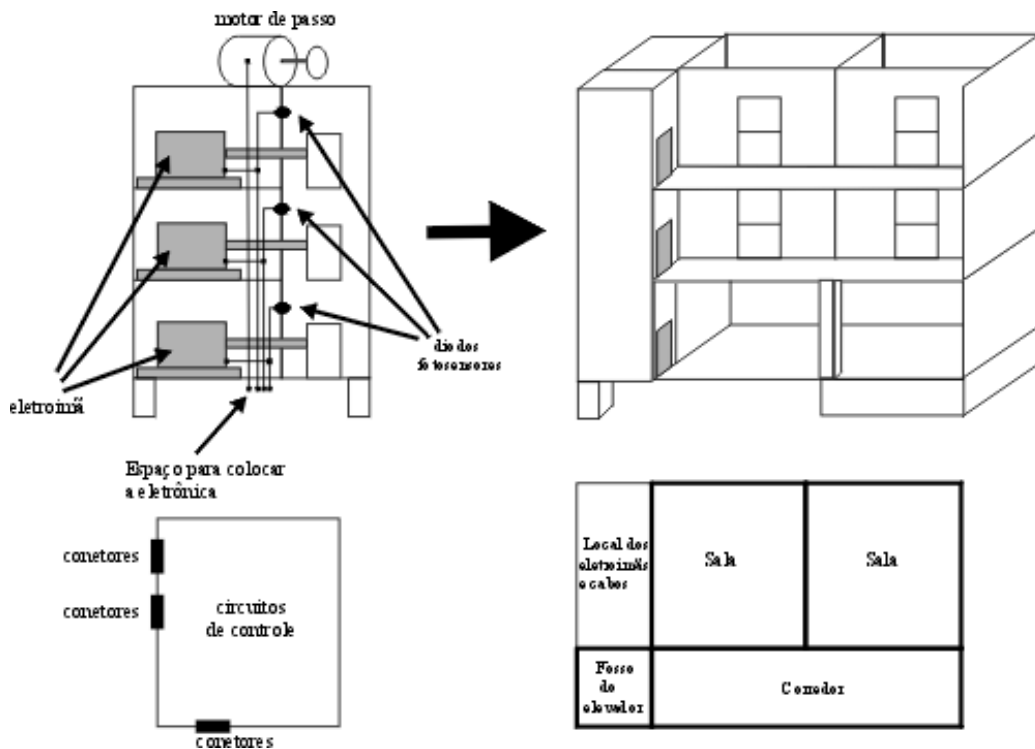 motor de passo
diodos
fotosensores
eletroimã
Espaço para colocar
a eletrônica
conetores
conetores
circuitos
de controle
conetores
Local dos
eletroimãs
e cabos
Sala
Sala
Fosso
do
elevador
Corredor